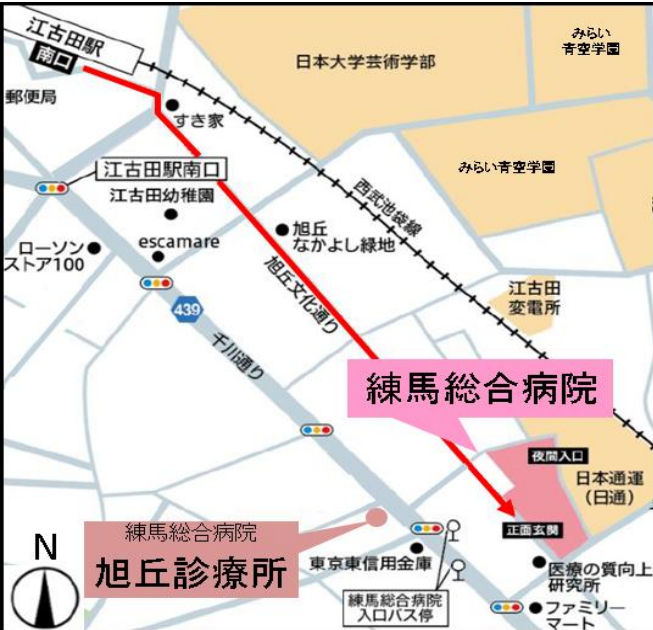 江古田駅
南口
郵便局
すき家
日本大学芸術学部
みらい
青空学園
みらい青空学園
江古田駅南口
江古田幼稚園
escamare
ローソン
ストア100
旭丘
なかよし緑地
西武池袋線
旭丘文化通り
439
千川通り
江古田
変電所
練馬総合病院
夜間入口
日本通運
(日通)
正面玄関
練馬総合病院
旭丘診療所
東京東信用金庫
練馬総合病院
入口バス停
医療の質向上
研究所
ファミリー
マート
N